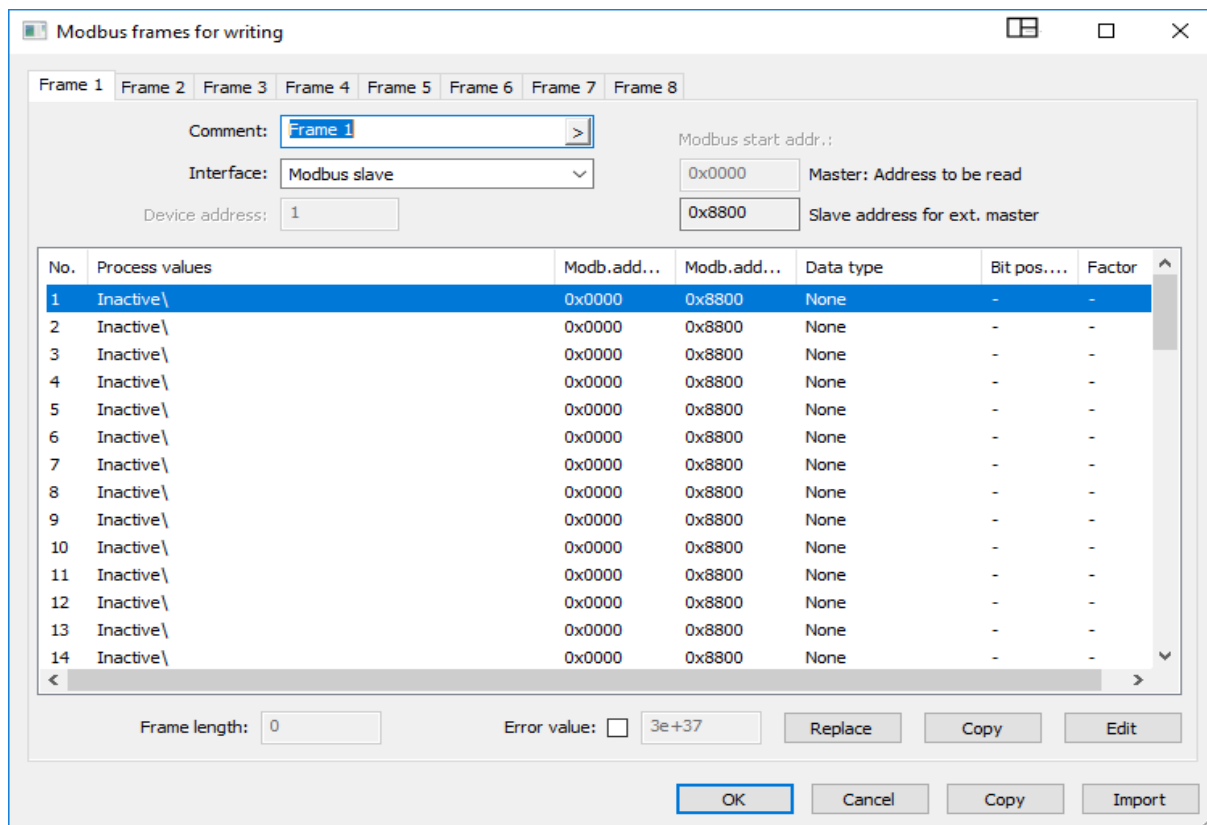 Modbus frames for writing
Frame 1 Frame 2 Frame 3 Frame 4 Frame 5 Frame 6 Frame 7 Frame 8
Comment: Frame 1 > Modbus start addr.:
Interface: Modbus slave 0x0000 Master: Address to be read
Device address: 1 0x8800 Slave address for ext. master
No. Process values Modb.add... Modb.add... Data type Bit pos.... Factor
1 Inactive\ 0x0000 0x8800 None - -
2 Inactive\ 0x0000 0x8800 None - -
3 Inactive\ 0x0000 0x8800 None - -
4 Inactive\ 0x0000 0x8800 None - -
5 Inactive\ 0x0000 0x8800 None - -
6 Inactive\ 0x0000 0x8800 None - -
7 Inactive\ 0x0000 0x8800 None - -
8 Inactive\ 0x0000 0x8800 None - -
9 Inactive\ 0x0000 0x8800 None - -
10 Inactive\ 0x0000 0x8800 None - -
11 Inactive\ 0x0000 0x8800 None - -
12 Inactive\ 0x0000 0x8800 None - -
13 Inactive\ 0x0000 0x8800 None - -
14 Inactive\ 0x0000 0x8800 None - -
Frame length: 0 Error value: 3e+37 Replace Copy Edit
OK Cancel Copy Import